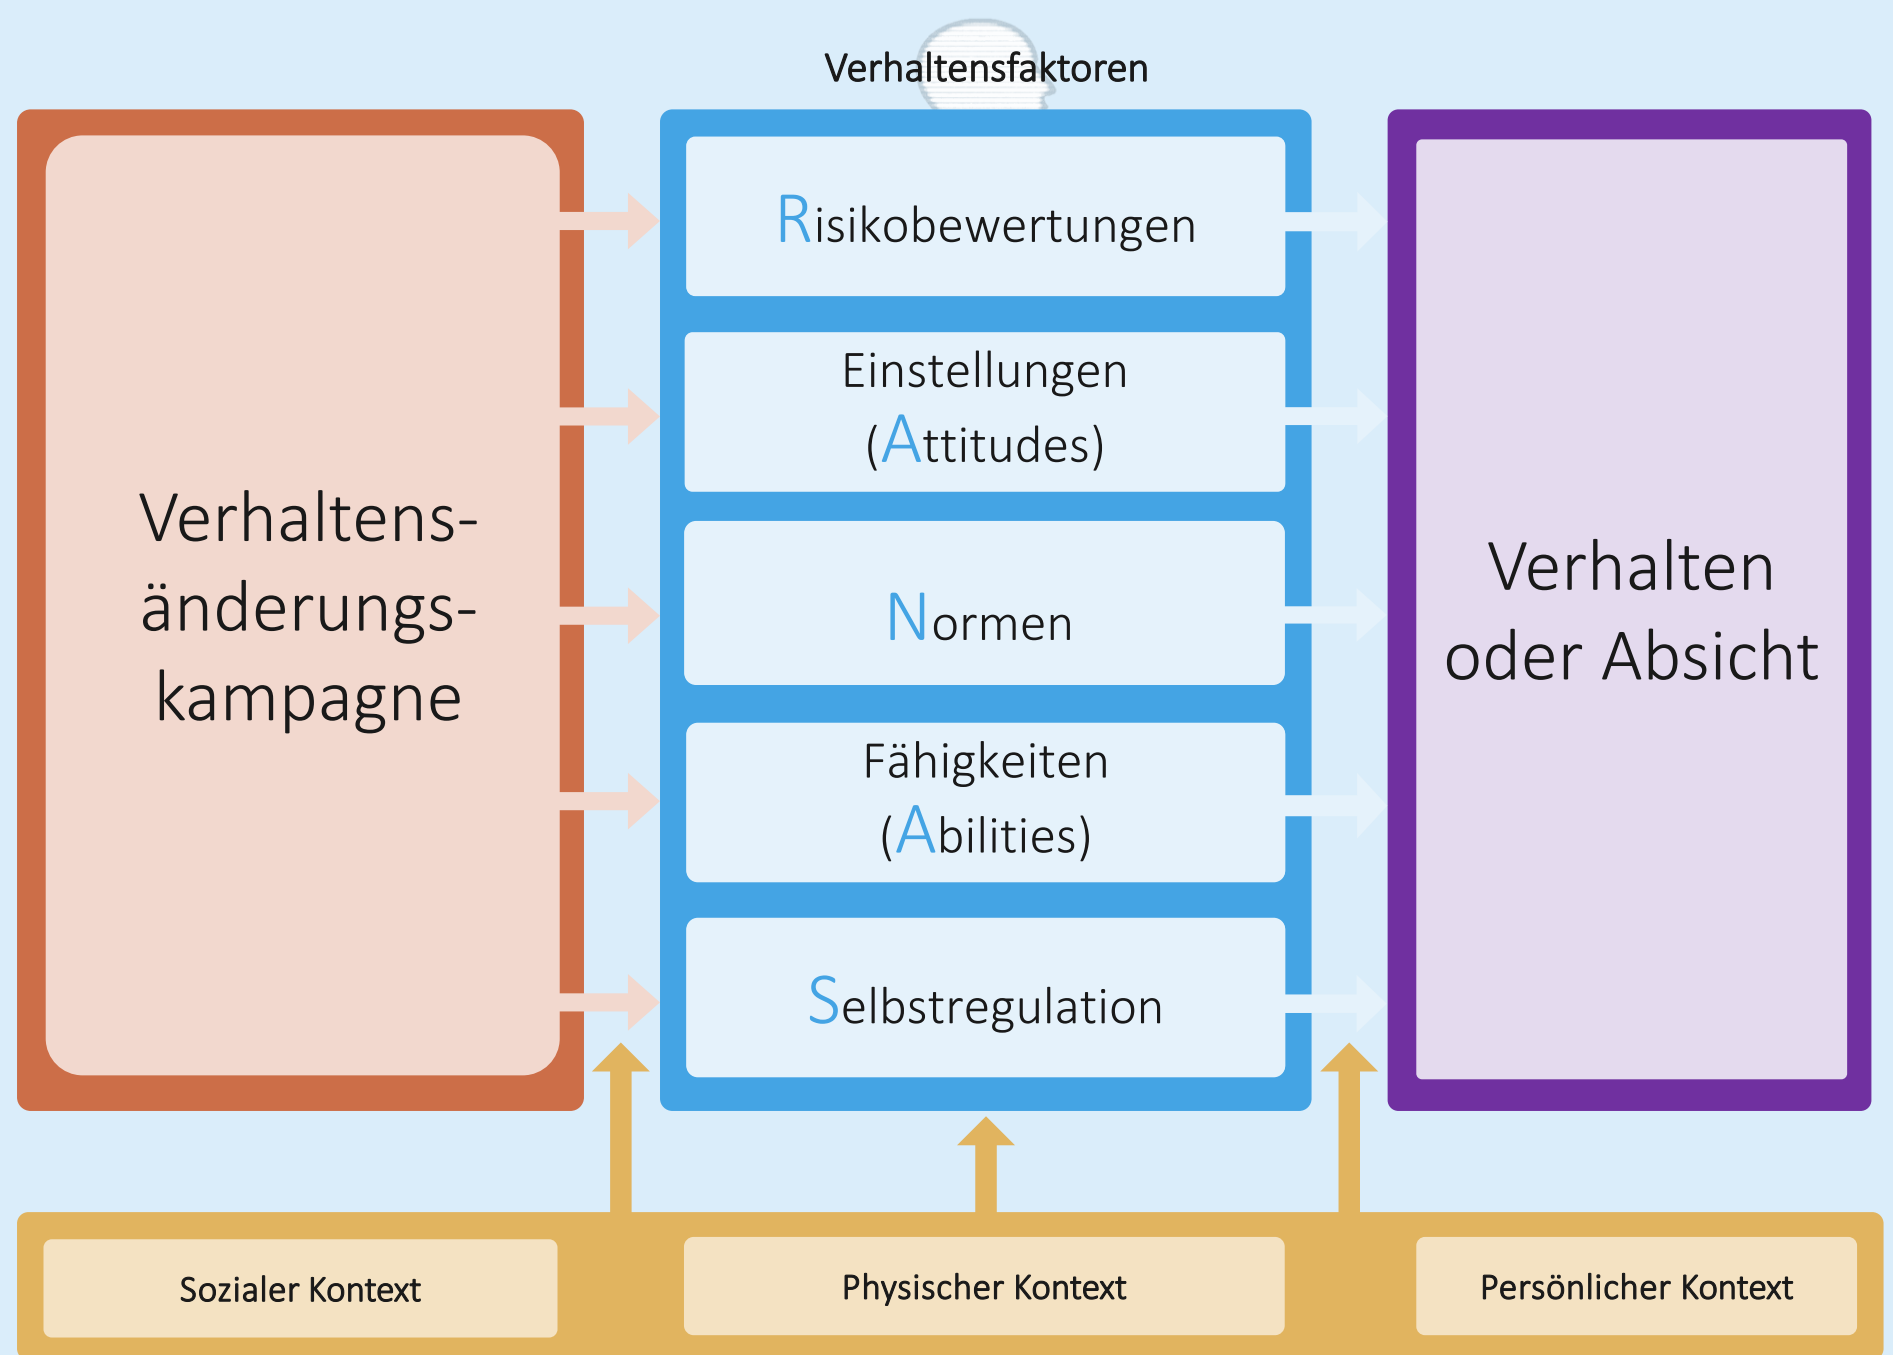 Verhaltensfaktoren
Verhaltens-
änderungs-
kampagne
Risikobewertungen
Einstellungen
(Attitudes)
Normen
Fähigkeiten
(Abilities)
Selbstregulation
Verhalten
oder Absicht
Sozialer Kontext
Physischer Kontext
Persönlicher Kontext